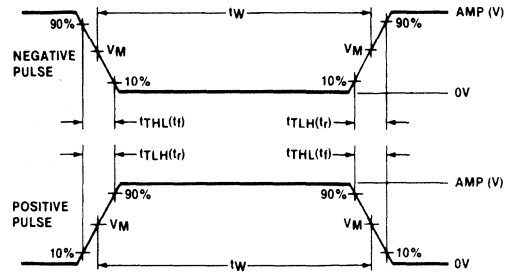 tW
AMP (V)
90%
90%
NEGATIVE
PULSE
VM
VM
10%
10%
0V
tTHL(tf)
tTLH(tr)
tTLH(tr)
tTHL(tf)
AMP (V)
90%
90%
POSITIVE
PULSE
VM
VM
10%
10%
0V
tW